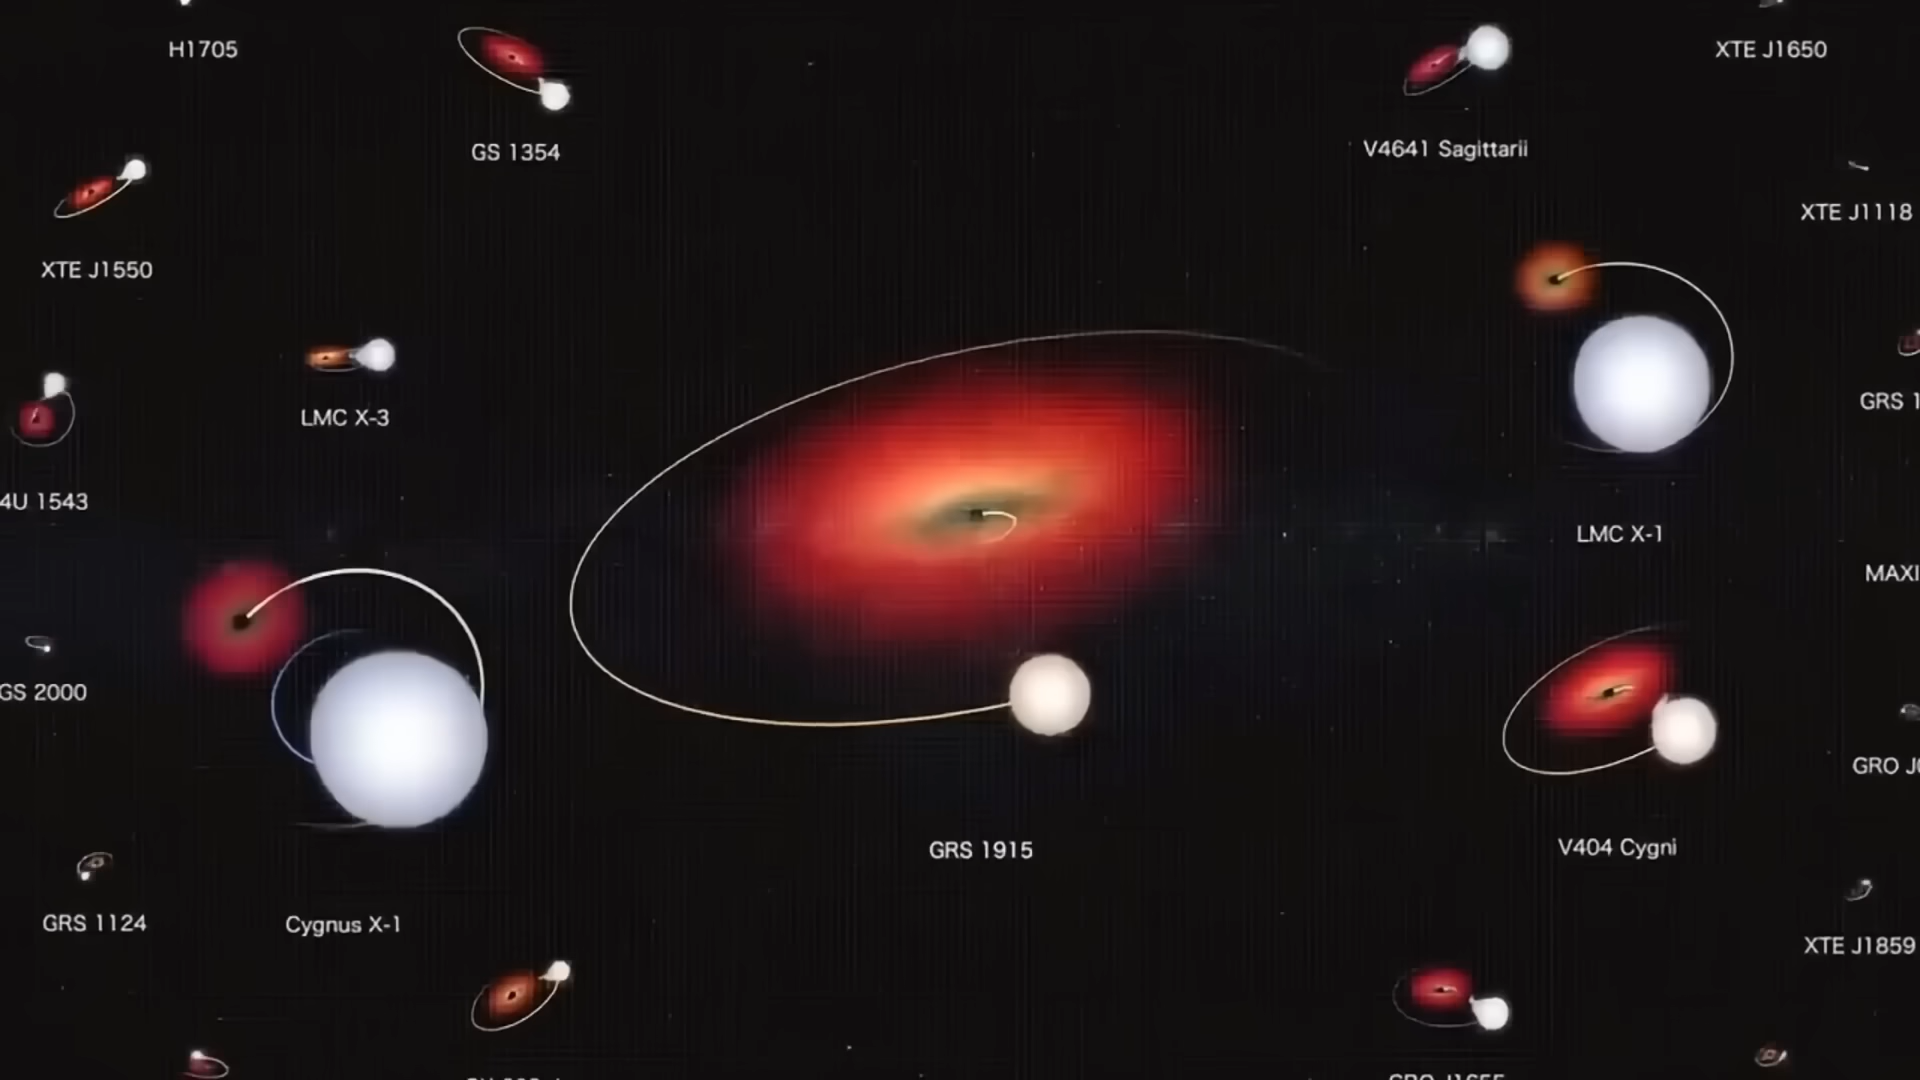 H1705
XTE J1650
GS 1354
V4641 Sagittarii
XTE J1118
XTE J1550
LMC X-3
GRS 1
4U 1543
LMC X-1
MAXI
GS 2000
GRO J
GRS 1915
V404 Cygni
GRS 1124
Cygnus X-1
XTE J1859